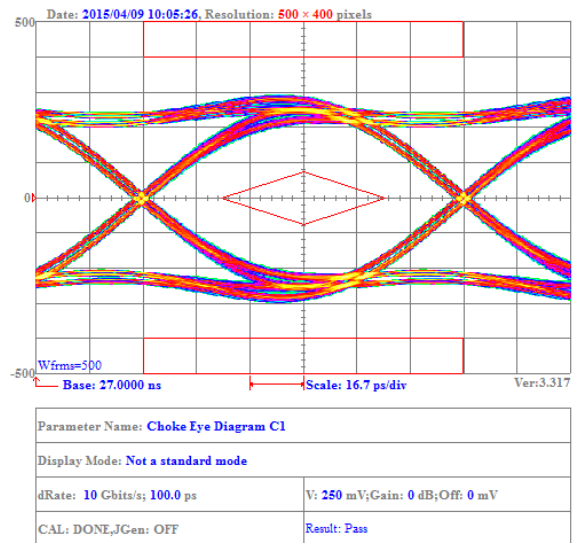 Date: 2015/04/09 10:05:26, Resolution: 500 × 400 pixels
500
0
Wfrms=500
-500
Base: 27.0000 ns
Scale: 16.7 ps/div
Ver:3.317
Parameter Name: Choke Eye Diagram C1
Display Mode: Not a standard mode
dRate: 10 Gbits/s; 100.0 ps
V: 250 mV;Gain: 0 dB;Off: 0 mV
CAL: DONE,JGen: OFF
Result: Pass